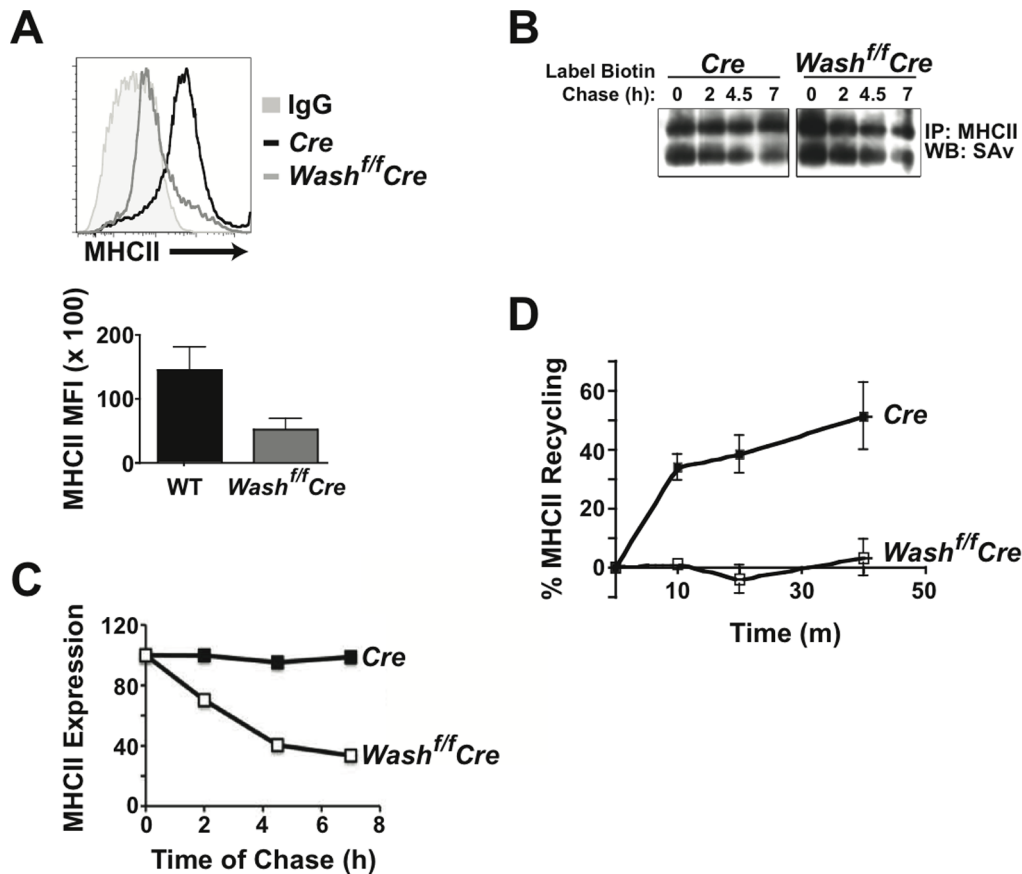 A
IgG
Cre
Wash^f/f Cre
MHCII
MHCII MFI (x 100)
200
100
0
WT
Wash^f/f Cre
B
Label Biotin
Cre
Wash^f/f Cre
Chase (h): 0 2 4.5 7 0 2 4.5 7
IP: MHCII
WB: SAv
C
MHCII Expression
120
80
40
0
0 2 4 6 8
Cre
Wash^f/f Cre
Time of Chase (h)
D
% MHCII Recycling
60
40
20
0
10 30 50
Cre
Wash^f/f Cre
Time (m)